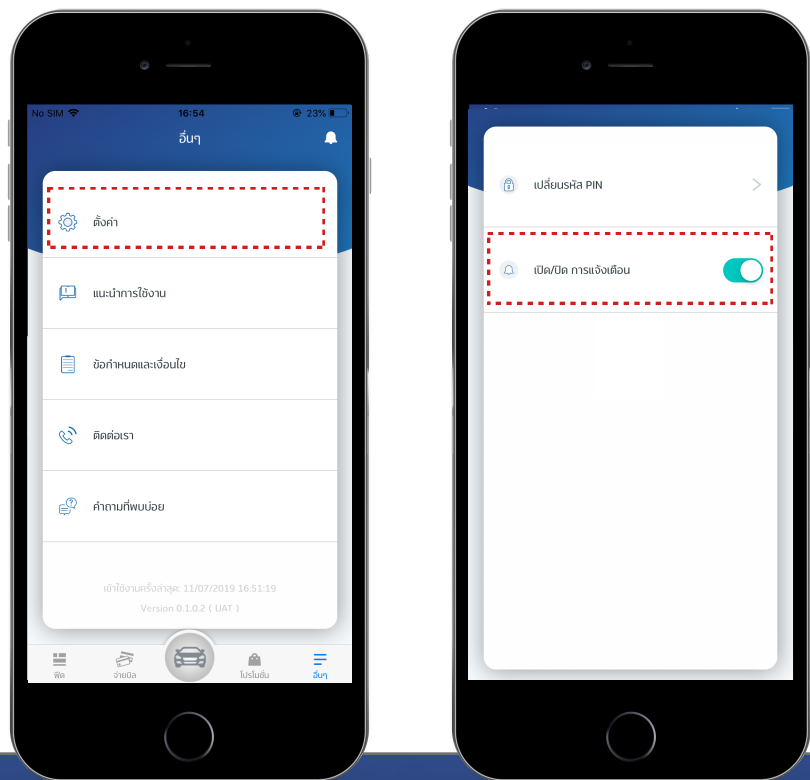 No SIM
16:54
23%
อื่นๆ
ตั้งค่า
แนะนำการใช้งาน
ข้อกำหนดและเงื่อนไข
ติดต่อเรา
คำถามที่พบบ่อย
เข้าใช้งานครั้งล่าสุด: 11/07/2019 16:51:19
Version 0.1.0.2 ( UAT )
ฟีด
จ่ายบิล
โปรโมชั่น
อื่นๆ
เปลี่ยนรหัส PIN
เปิด/ปิด การแจ้งเตือน